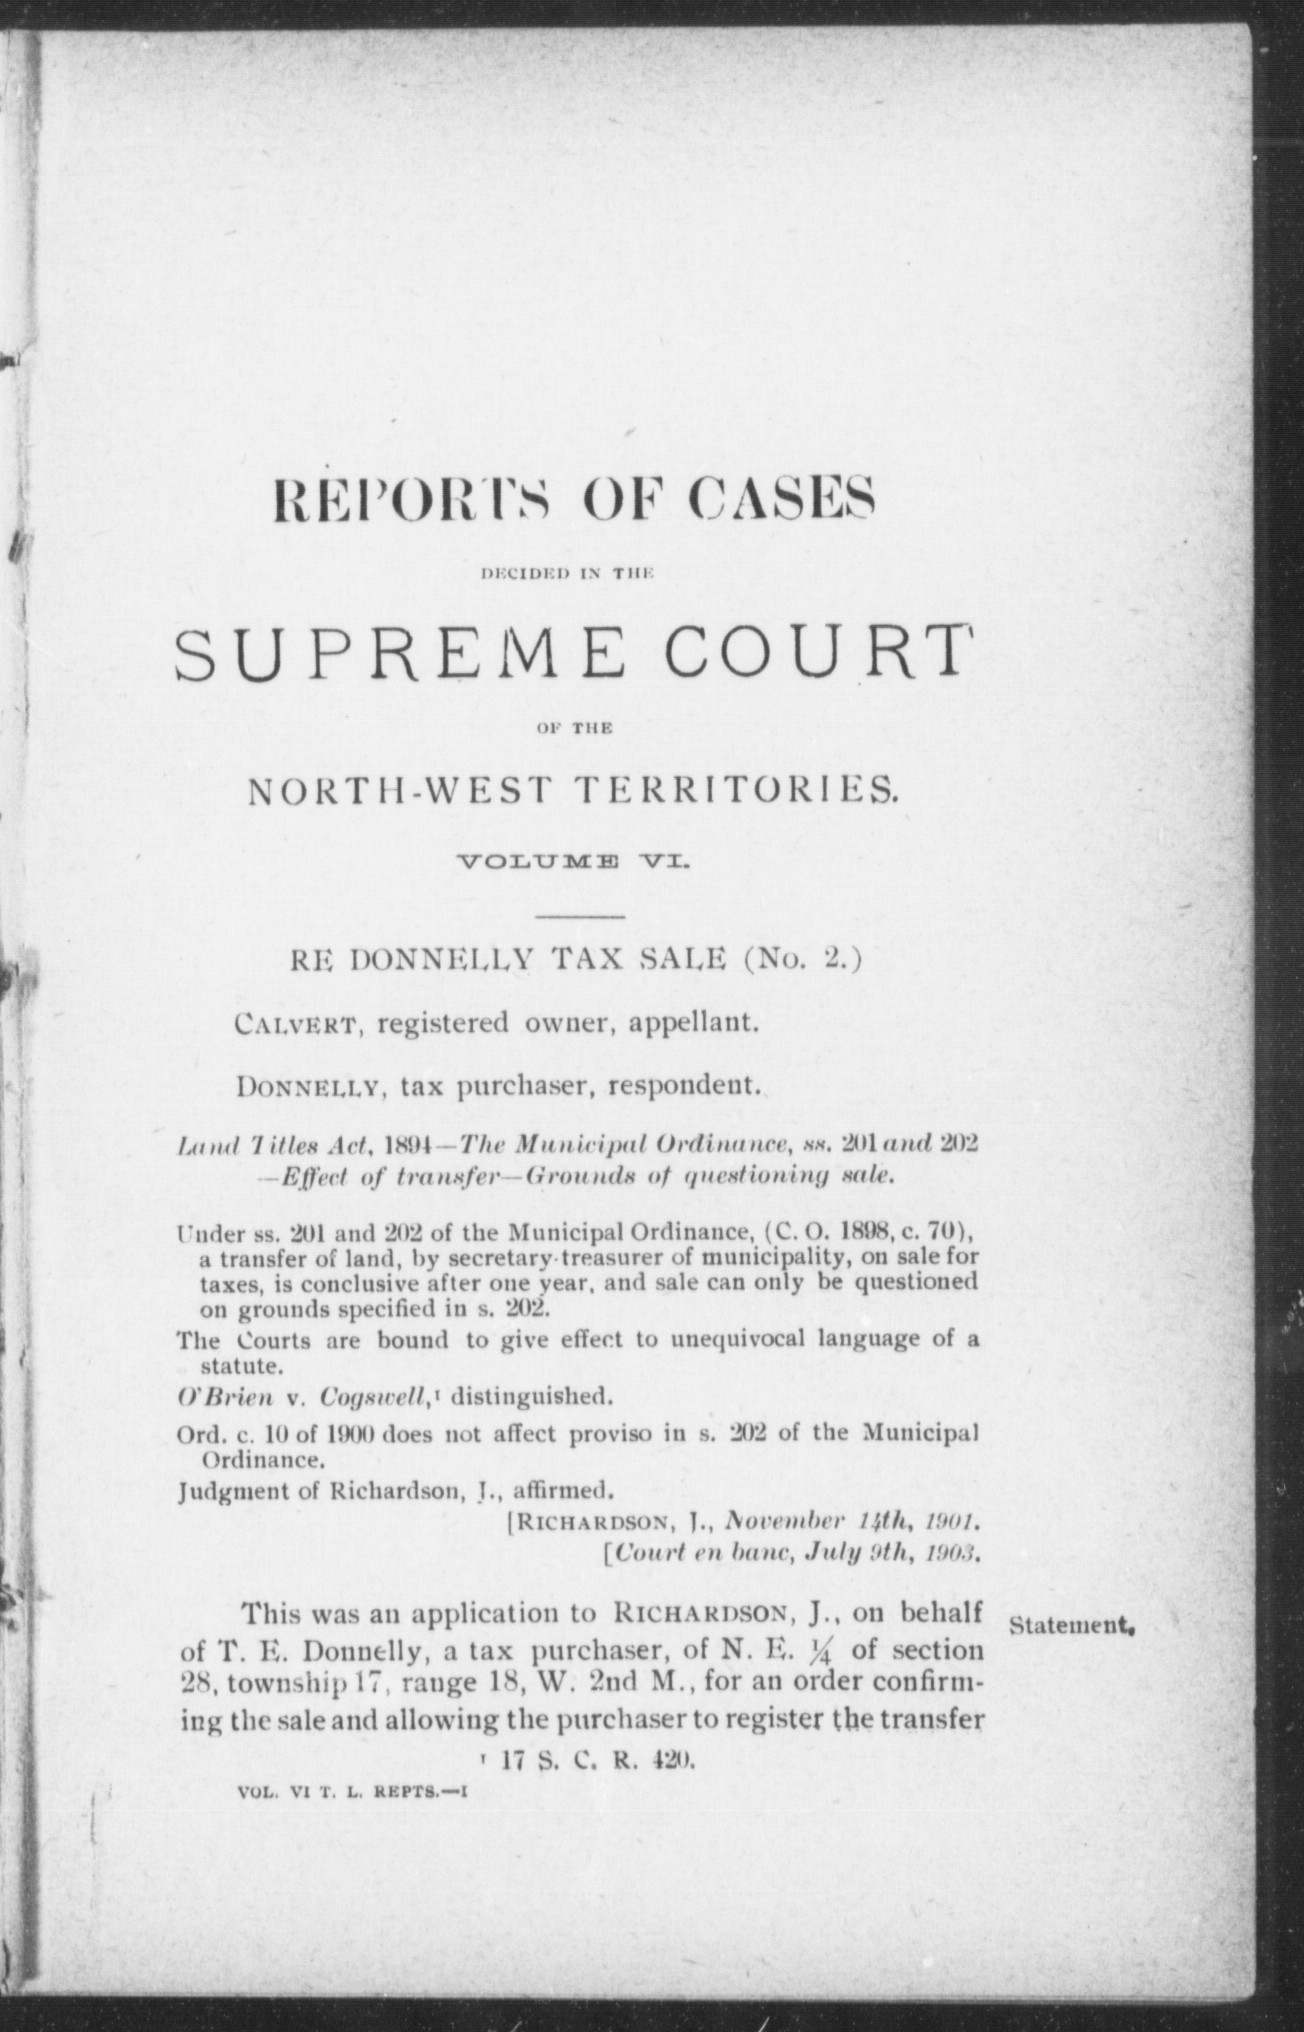 REPORTS OF CASES
DECIDED IN THE
SUPREME COURT
OF THE
NORTH-WEST TERRITORIES.
VOLUME VI.
RE DONNELLY TAX SALE (No. 2.)
CALVERT, registered owner, appellant.
DONNELLY, tax purchaser, respondent.
Land Titles Act, 1894—The Municipal Ordinance, ss. 201 and 202
—Effect of transfer—Grounds of questioning sale.
Under ss. 201 and 202 of the Municipal Ordinance, (C. O. 1898, c. 70),
a transfer of land, by secretary-treasurer of municipality, on sale for
taxes, is conclusive after one year, and sale can only be questioned
on grounds specified in s. 202.
The Courts are bound to give effect to unequivocal language of a
statute.
O'Brien v. Cogswell,¹ distinguished.
Ord. c. 10 of 1900 does not affect proviso in s. 202 of the Municipal
Ordinance.
Judgment of Richardson, J., affirmed.
[RICHARDSON, J., November 14th, 1901.
[Court en banc, July 9th, 1903.
This was an application to RICHARDSON, J., on behalf
Statement.
of T. E. Donnelly, a tax purchaser, of N. E. ¼ of section
28, township 17, range 18, W. 2nd M., for an order confirm-
ing the sale and allowing the purchaser to register the transfer
¹ 17 S. C. R. 420.
VOL. VI T. L. REPTS.—I